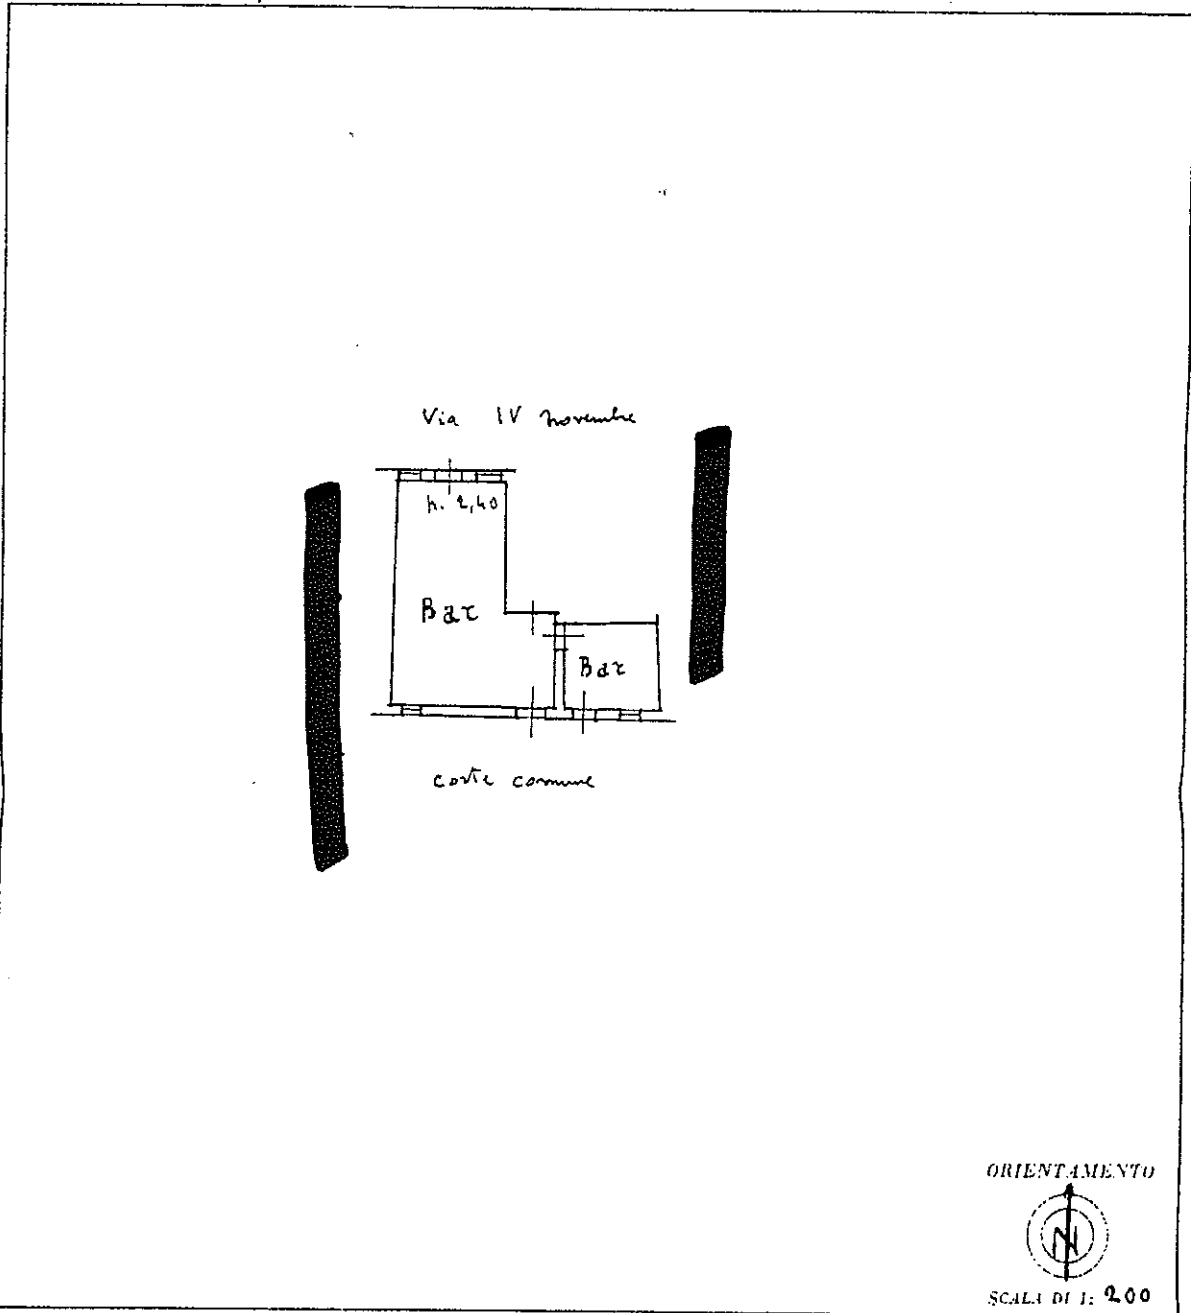 Via IV novembre
h. 2,40
Bar
Bar
corte comune
ORIENTAMENTO
N
SCALA DI 1: 200